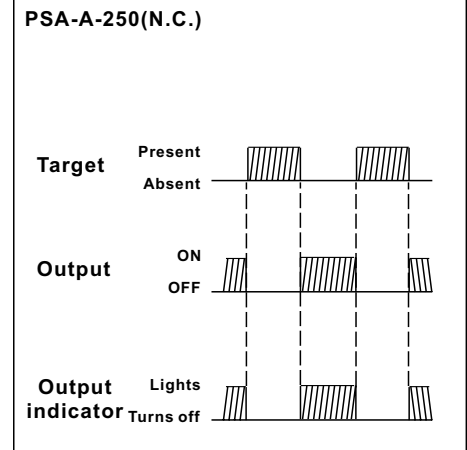 PSA-A-250(N.C.)
Target
Present
Absent
Output
ON
OFF
Output
indicator
Lights
Turns off